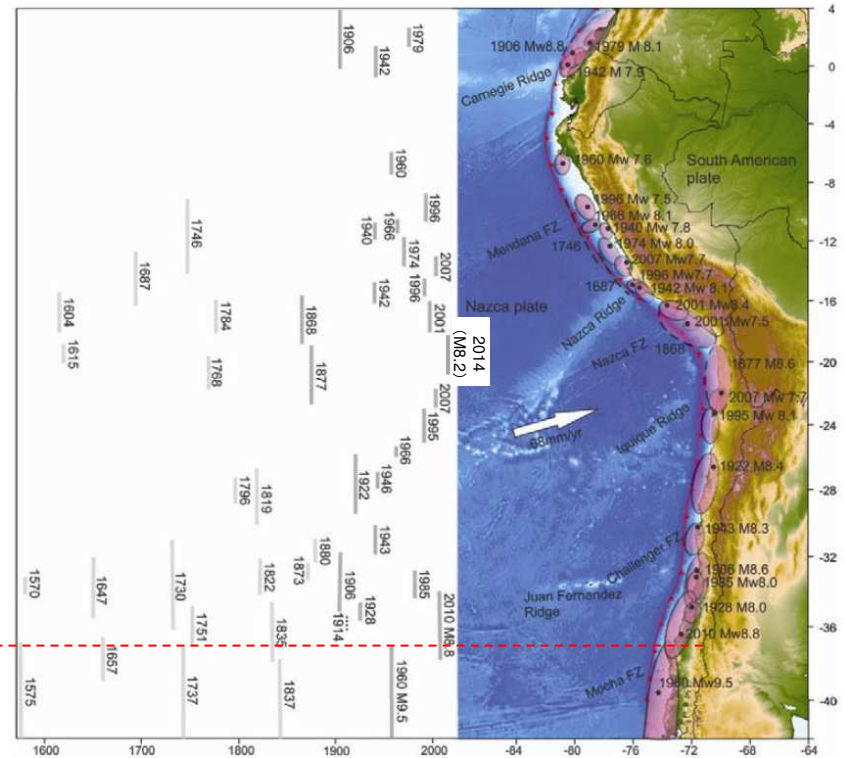 1906
1979
1942
1960
1996
1966
1940
1746
1974
2007
1687
1996
1942
1604
1784
1868
2001
1615
1768
1877
2014
(M8.2)
2007
1995
1966
1946
1922
1796
1819
1943
1880
1873
1985
1570
1647
1730
1822
1906
1928
2010 M8.8
1751
1835
1914
1657
1575
1737
1837
1960 M9.5
1600
1700
1800
1900
2000
1906 Mw8.8
1979 M 8.1
1942 M 7.9
Carnegie Ridge
1960 Mw 7.6
South American
plate
1996 Mw 7.5
1966 Mw 8.1
1940 Mw 7.8
Mendana FZ
1746
1974 Mw 8.0
2007 Mw7.7
1996 Mw7.7
1687
1942 Mw 8.1
Nazca plate
2001 Mw8.4
2001 Mw7.5
Nazca Ridge
Nazca FZ
1868
1877 M8.6
2007 Mw 7.7
1995 Mw 8.1
68mm/yr
Iquique Ridge
1922 M8.4
1943 M8.3
Challenger FZ
1906 M8.6
1985 Mw8.0
Juan Fernandez
Ridge
1928 M8.0
2010 Mw8.8
Mocha FZ
1960 Mw9.5
4
0
-4
-8
-12
-16
-20
-24
-28
-32
-36
-40
-84
-80
-76
-72
-68
-64